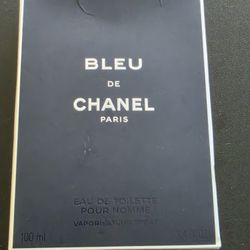 BLEU
DE
CHANEL
PARIS
EAU DE TOILETTE
POUR HOMME
VAPORISATEUR SPRAY
100 ml